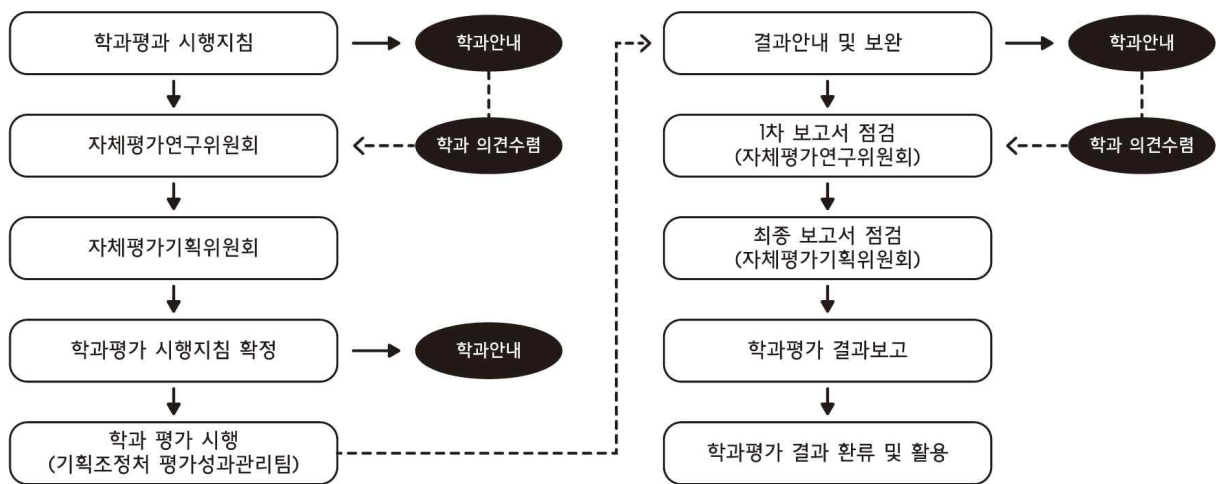 학과평과 시행지침
학과안내
자체평가연구위원회
학과 의견수렴
자체평가기획위원회
학과평가 시행지침 확정
학과안내
학과 평가 시행
(기획조정처 평가성과관리팀)
결과안내 및 보완
학과안내
1차 보고서 점검
(자체평가연구위원회)
학과 의견수렴
최종 보고서 점검
(자체평가기획위원회)
학과평가 결과보고
학과평가 결과 환류 및 활용